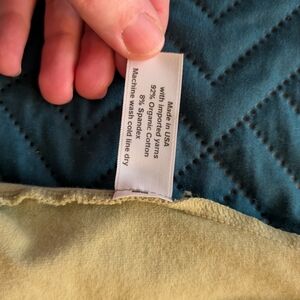 Made in USA
with imported yarns
92% Organic Cotton
8% Spandex
Machine wash cold line dry